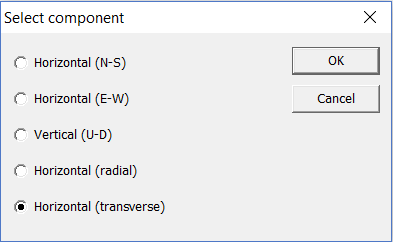 Select component
Horizontal (N-S)
OK
Horizontal (E-W)
Cancel
Vertical (U-D)
Horizontal (radial)
Horizontal (transverse)